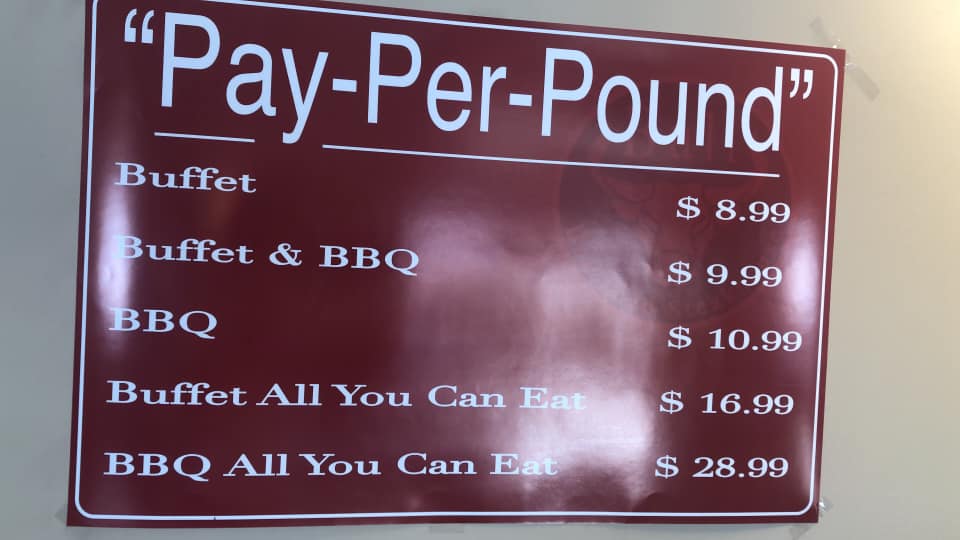 “Pay-Per-Pound”
Buffet $ 8.99
Buffet & BBQ $ 9.99
BBQ $ 10.99
Buffet All You Can Eat $ 16.99
BBQ All You Can Eat $ 28.99